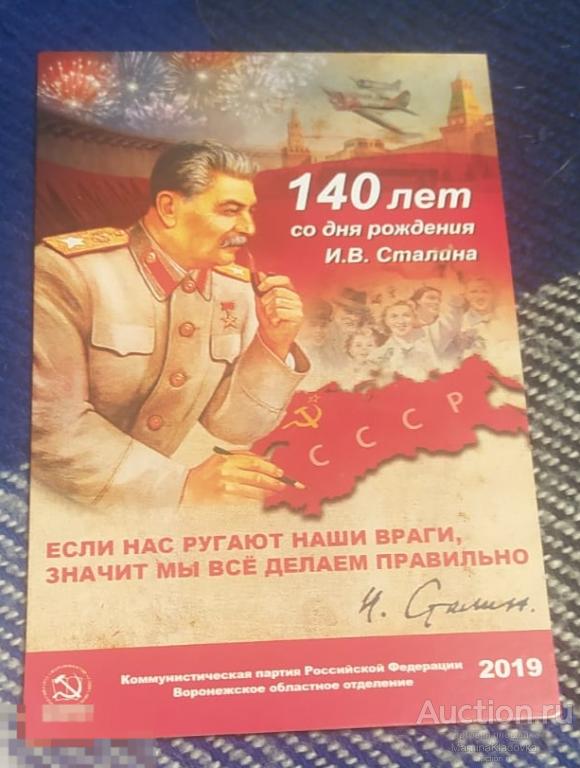 140 лет
со дня рождения
И.В. Сталина
СССР
ЕСЛИ НАС РУГАЮТ НАШИ ВРАГИ,
ЗНАЧИТ МЫ ВСЁ ДЕЛАЕМ ПРАВИЛЬНО
И. Сталин.
Коммунистическая партия Российской Федерации
Воронежское областное отделение
2019
Auction.ru